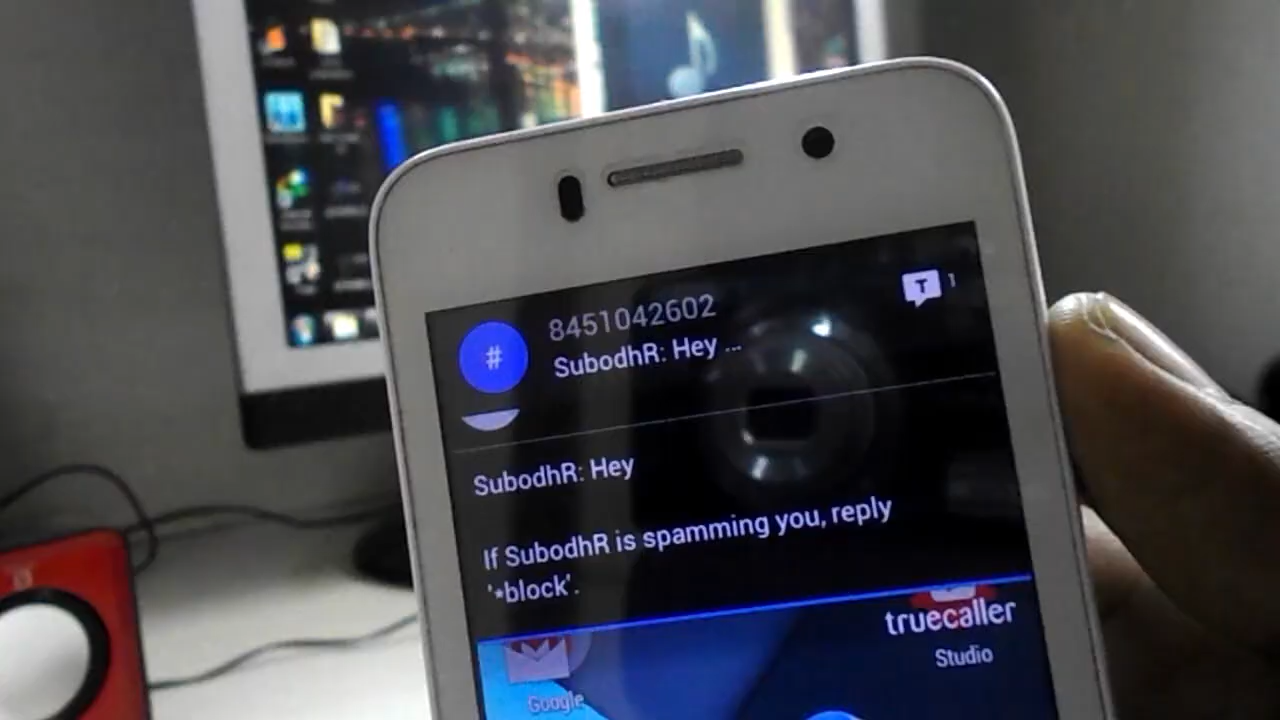 8451042602
SubodhR: Hey ...
T 1
#
SubodhR: Hey
If SubodhR is spamming you, reply
'*block'.
truecaller
Studio
Google